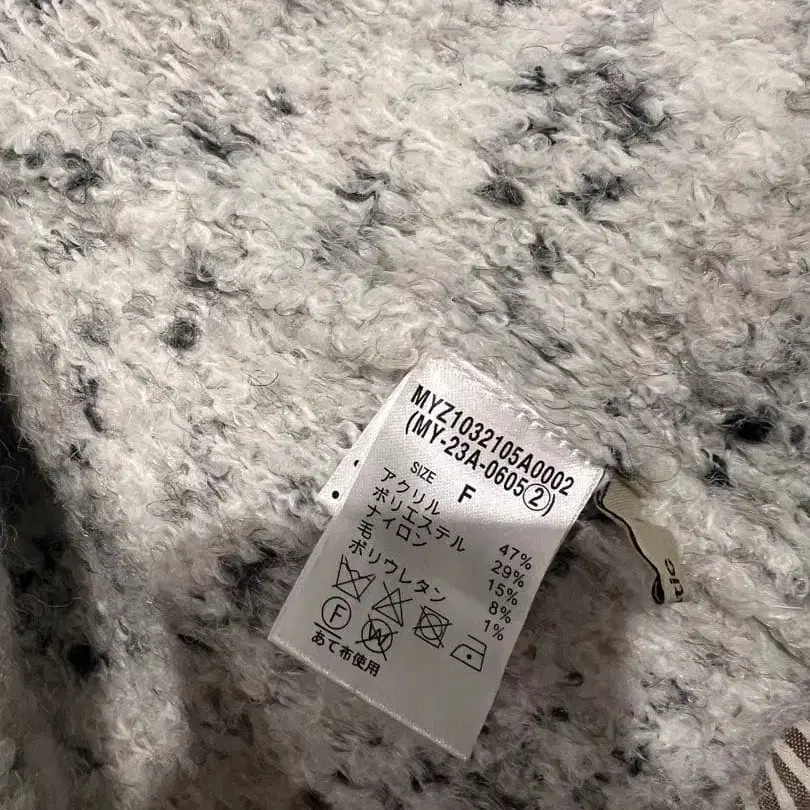 MYZ1032105A0002
(MY-23A-0605②)
SIZE F
アクリル 47%
ポリエステル 29%
ナイロン 15%
毛 8%
ポリウレタン 1%
F W
あて布使用